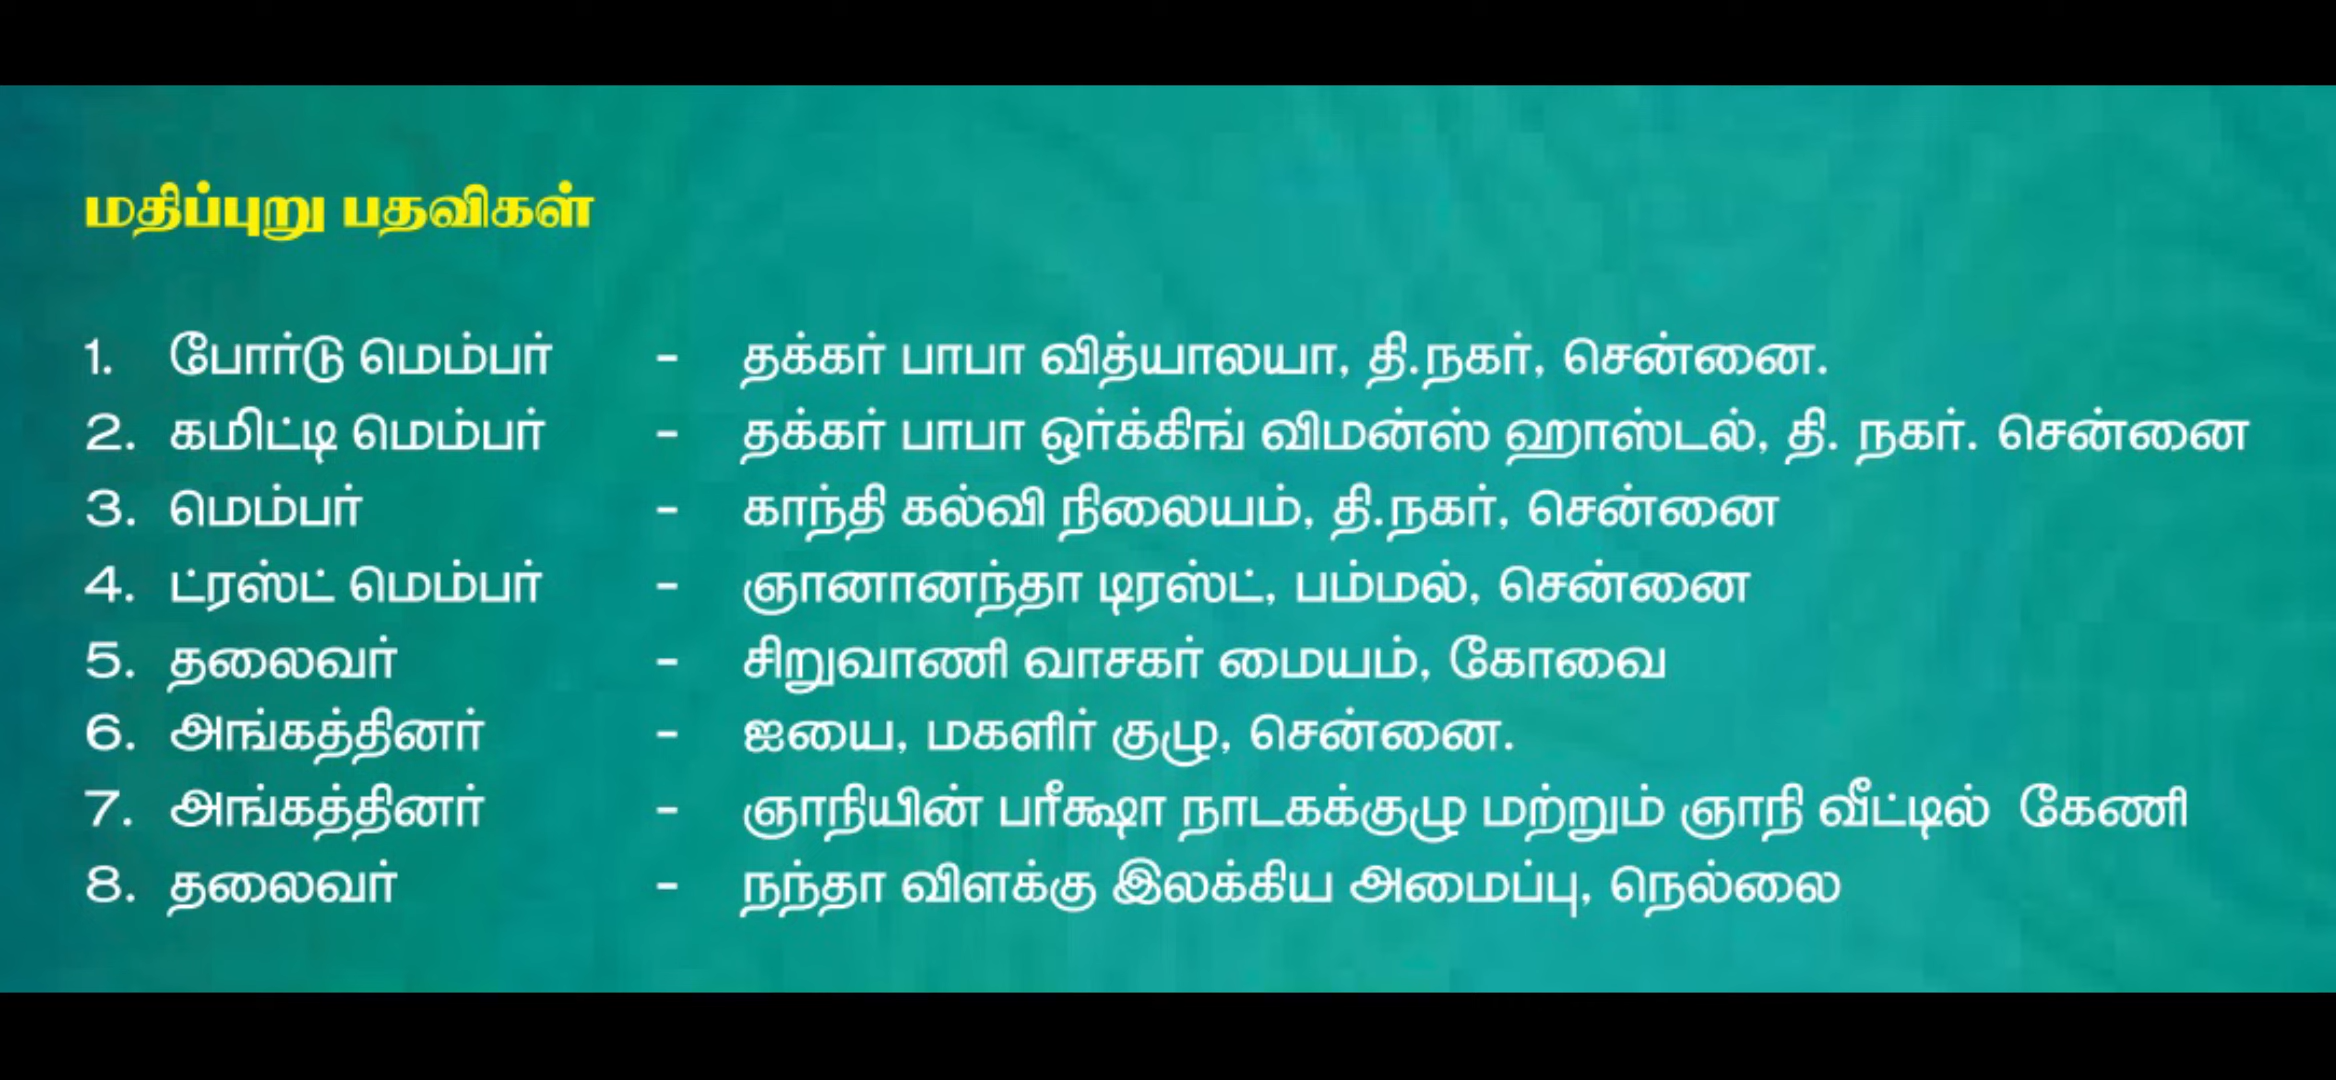 மதிப்புறு பதவிகள்
1. போர்டு மெம்பர் - தக்கர் பாபா வித்யாலயா, தி.நகர், சென்னை.
2. கமிட்டி மெம்பர் - தக்கர் பாபா ஒர்க்கிங் விமன்ஸ் ஹாஸ்டல், தி. நகர். சென்னை
3. மெம்பர் - காந்தி கல்வி நிலையம், தி.நகர், சென்னை
4. ட்ரஸ்ட் மெம்பர் - ஞானானந்தா டிரஸ்ட், பம்மல், சென்னை
5. தலைவர் - சிறுவாணி வாசகர் மையம், கோவை
6. அங்கத்தினர் - ஐயை, மகளிர் குழு, சென்னை.
7. அங்கத்தினர் - ஞாநியின் பரீக்ஷா நாடகக்குழு மற்றும் ஞாநி வீட்டில் கேணி
8. தலைவர் - நந்தா விளக்கு இலக்கிய அமைப்பு, நெல்லை